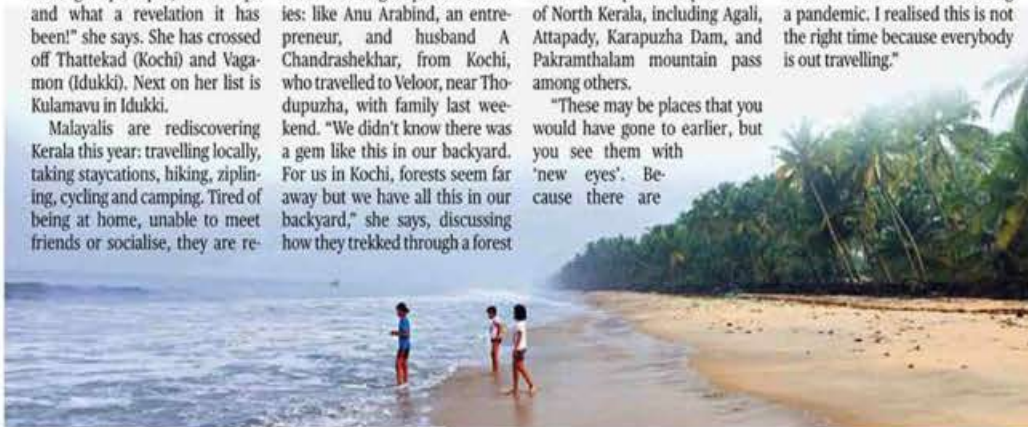 and what a revelation it has
been!" she says. She has crossed
off Thattekad (Kochi) and Vaga-
mon (Idukki). Next on her list is
Kulamavu in Idukki.
Malayalis are rediscovering
Kerala this year: travelling locally,
taking staycations, hiking, ziplin-
ing, cycling and camping. Tired of
being at home, unable to meet
friends or socialise, they are re-
ies: like Anu Arabind, an entre-
preneur, and husband A
Chandrashekhar, from Kochi,
who travelled to Veloor, near Tho-
dupuzha, with family last wee-
kend. "We didn't know there was
a gem like this in our backyard.
For us in Kochi, forests seem far
away but we have all this in our
backyard," she says, discussing
how they trekked through a forest
of North Kerala, including Agali,
Attapady, Karapuzha Dam, and
Pakramthalam mountain pass
among others.
"These may be places that you
would have gone to earlier, but
you see them with
'new eyes'. Be-
cause there are
a pandemic. I realised this is not
the right time because everybody
is out travelling."